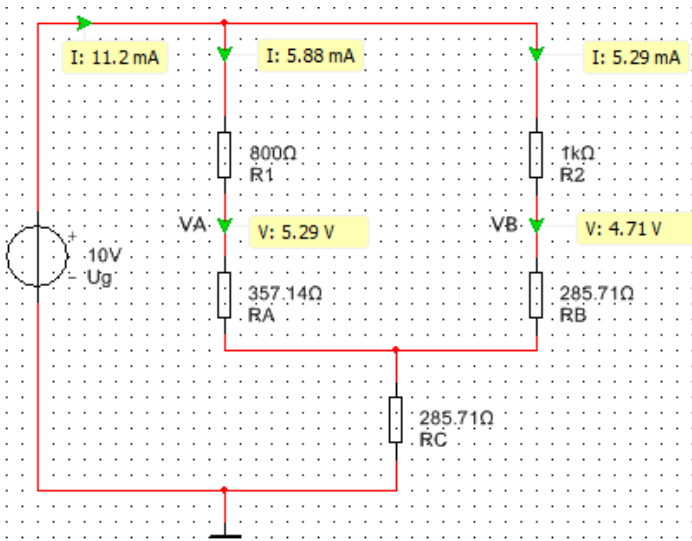 I: 11.2 mA
I: 5.88 mA
I: 5.29 mA
800Ω
R1
1kΩ
R2
VA
V: 5.29 V
VB
V: 4.71 V
+
10V
−
Ug
357.14Ω
RA
285.71Ω
RB
285.71Ω
RC